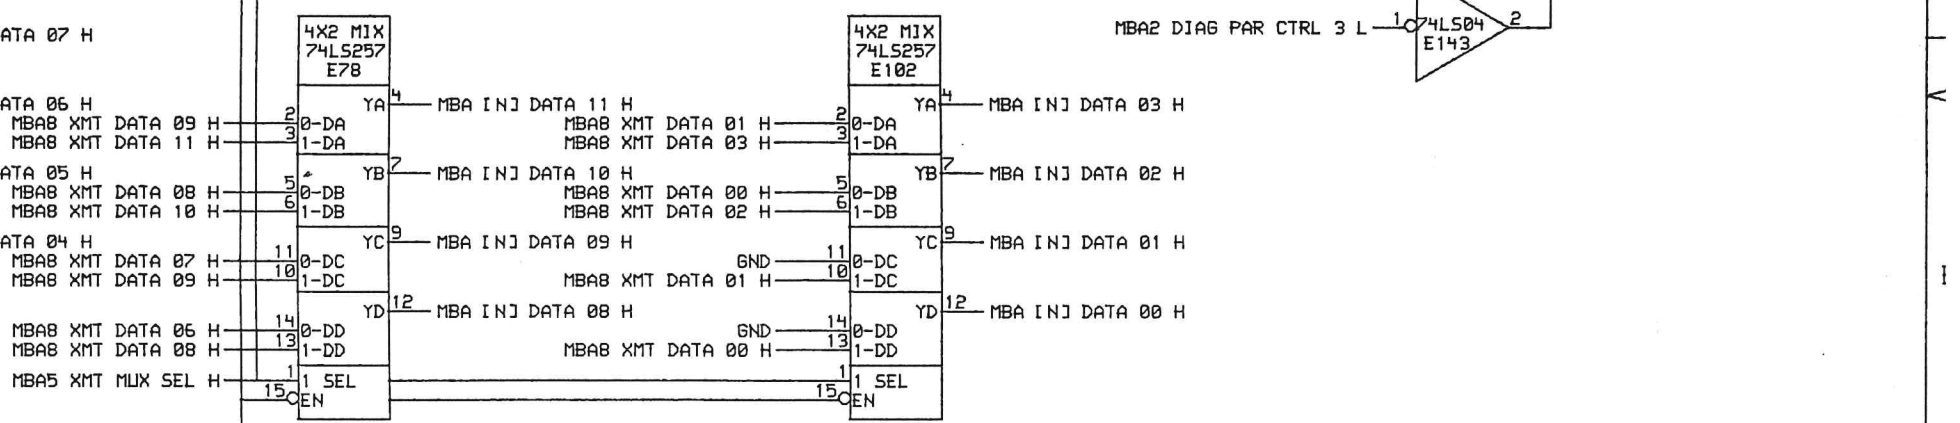 ATA 07 H
4X2 MIX
74LS257
E78
4X2 MIX
74LS257
E102
MBA2 DIAG PAR CTRL 3 L
1
74LS04
E143
2
ATA 06 H
MBA8 XMT DATA 09 H
2
0-DA
MBA8 XMT DATA 11 H
3
1-DA
YA
4
MBA [N] DATA 11 H
MBA8 XMT DATA 01 H
2
0-DA
MBA8 XMT DATA 03 H
3
1-DA
YA
4
MBA [N] DATA 03 H
ATA 05 H
MBA8 XMT DATA 08 H
5
0-DB
MBA8 XMT DATA 10 H
6
1-DB
YB
7
MBA [N] DATA 10 H
MBA8 XMT DATA 00 H
5
0-DB
MBA8 XMT DATA 02 H
6
1-DB
YB
7
MBA [N] DATA 02 H
ATA 04 H
MBA8 XMT DATA 07 H
11
0-DC
MBA8 XMT DATA 09 H
10
1-DC
YC
9
MBA [N] DATA 09 H
GND
11
0-DC
MBA8 XMT DATA 01 H
10
1-DC
YC
9
MBA [N] DATA 01 H
MBA8 XMT DATA 06 H
14
0-DD
MBA8 XMT DATA 08 H
13
1-DD
YD
12
MBA [N] DATA 08 H
GND
14
0-DD
MBA8 XMT DATA 00 H
13
1-DD
YD
12
MBA [N] DATA 00 H
MBA5 XMT MUX SEL H
1
1 SEL
15
EN
1
1 SEL
15
EN